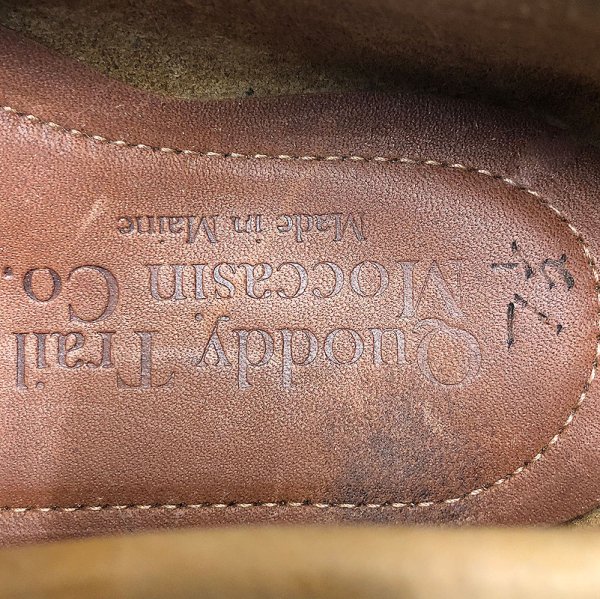 Quoddy Trail
Moccasin Co.
Made in Maine